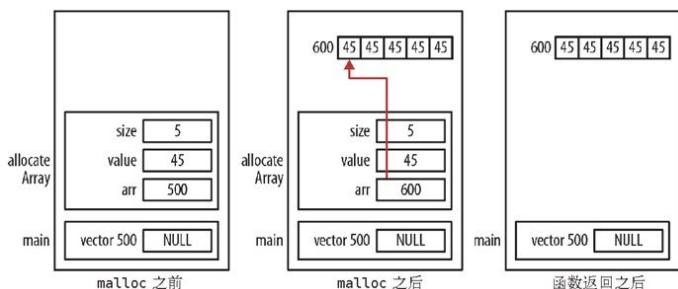 size 5
value 45
allocate
Array
arr 500
main vector 500 NULL
malloc 之前
600 45 45 45 45 45
size 5
value 45
allocate
Array
arr 600
main vector 500 NULL
malloc 之后
600 45 45 45 45 45
main vector 500 NULL
函数返回之后